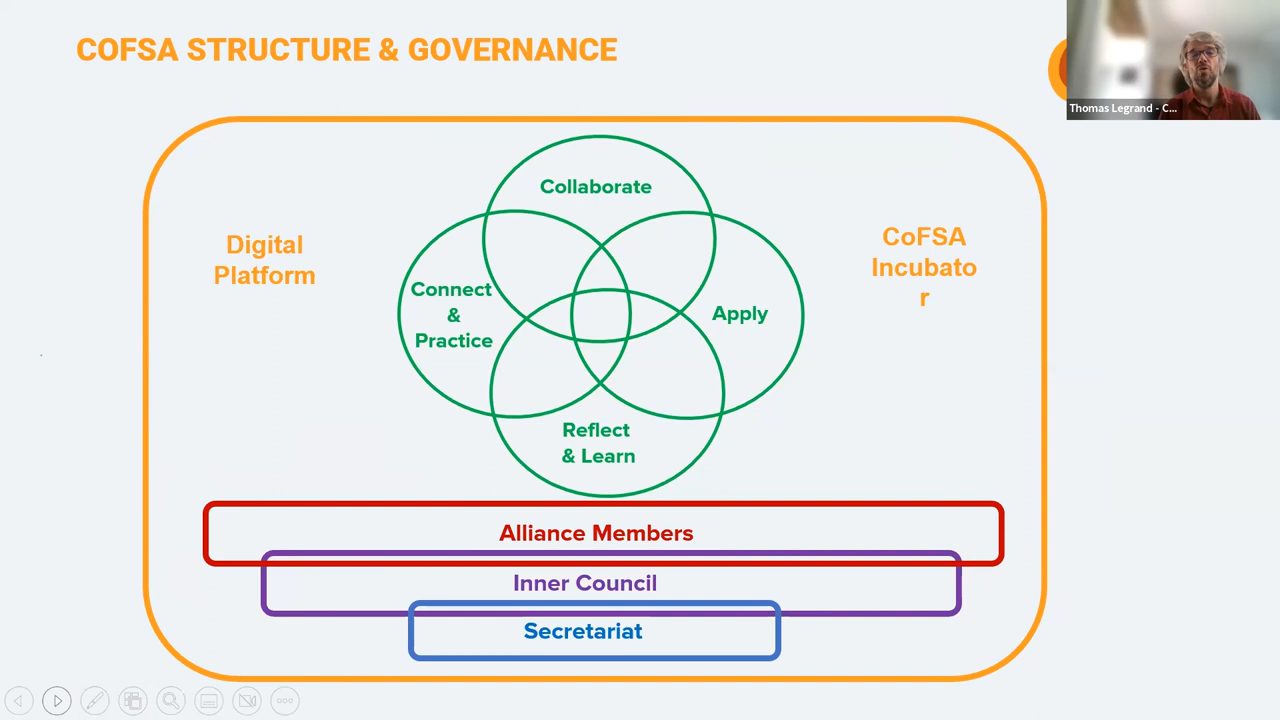 COFSA STRUCTURE & GOVERNANCE
Thomas Legrand - C...
Collaborate
Digital
Platform
CoFSA
Incubato
r
Connect
&
Practice
Apply
Reflect
& Learn
Alliance Members
Inner Council
Secretariat